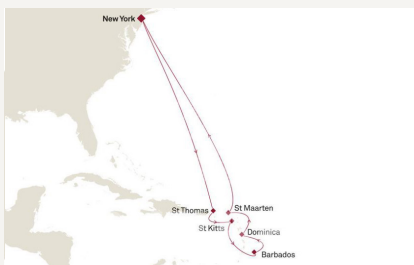 New York
St Thomas
St Maarten
St Kitts
Dominica
Barbados